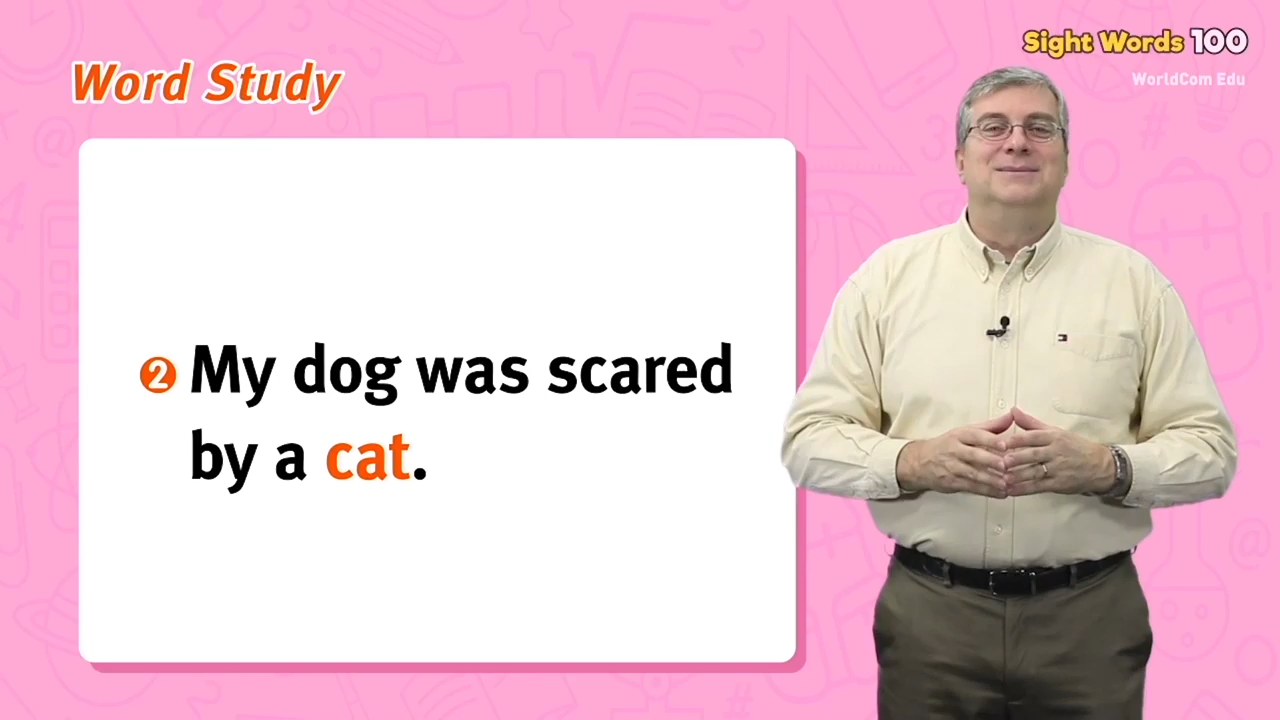 Sight Words 100
WorldCom Edu
Word Study
2 My dog was scared
by a cat.